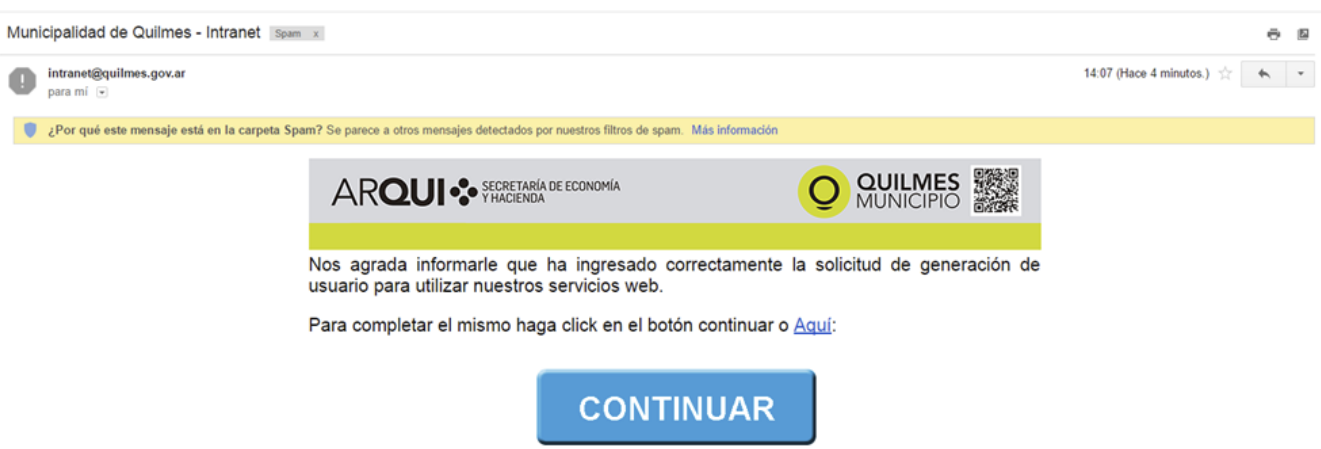 Municipalidad de Quilmes - Intranet Spam x
intranet@quilmes.gov.ar
14:07 (Hace 4 minutos.)
para mí
¿Por qué este mensaje está en la carpeta Spam? Se parece a otros mensajes detectados por nuestros filtros de spam. Más información
ARQUI SECRETARÍA DE ECONOMÍA
Y HACIENDA
QUILMES
MUNICIPIO
Nos agrada informarle que ha ingresado correctamente la solicitud de generación de
usuario para utilizar nuestros servicios web.
Para completar el mismo haga click en el botón continuar o Aquí:
CONTINUAR